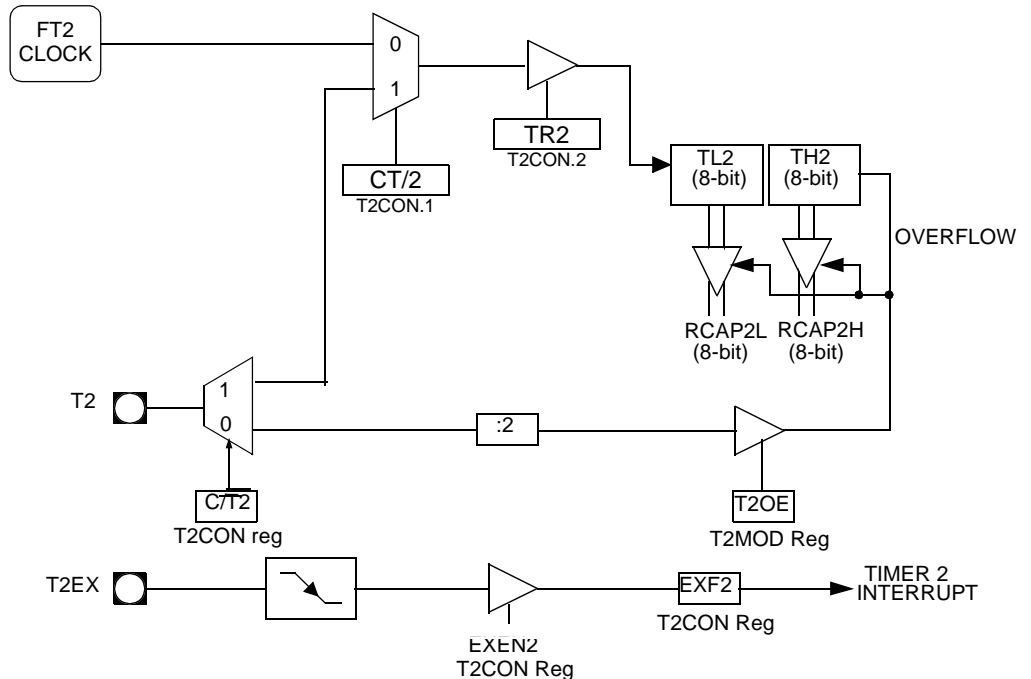 FT2
CLOCK
0
1
TR2
T2CON.2
CT/2
T2CON.1
TL2
(8-bit)
TH2
(8-bit)
OVERFLOW
RCAP2L
(8-bit)
RCAP2H
(8-bit)
T2
1
0
:2
C/T2
T2CON reg
T2OE
T2MOD Reg
T2EX
EXF2
T2CON Reg
TIMER 2
INTERRUPT
EXEN2
T2CON Reg